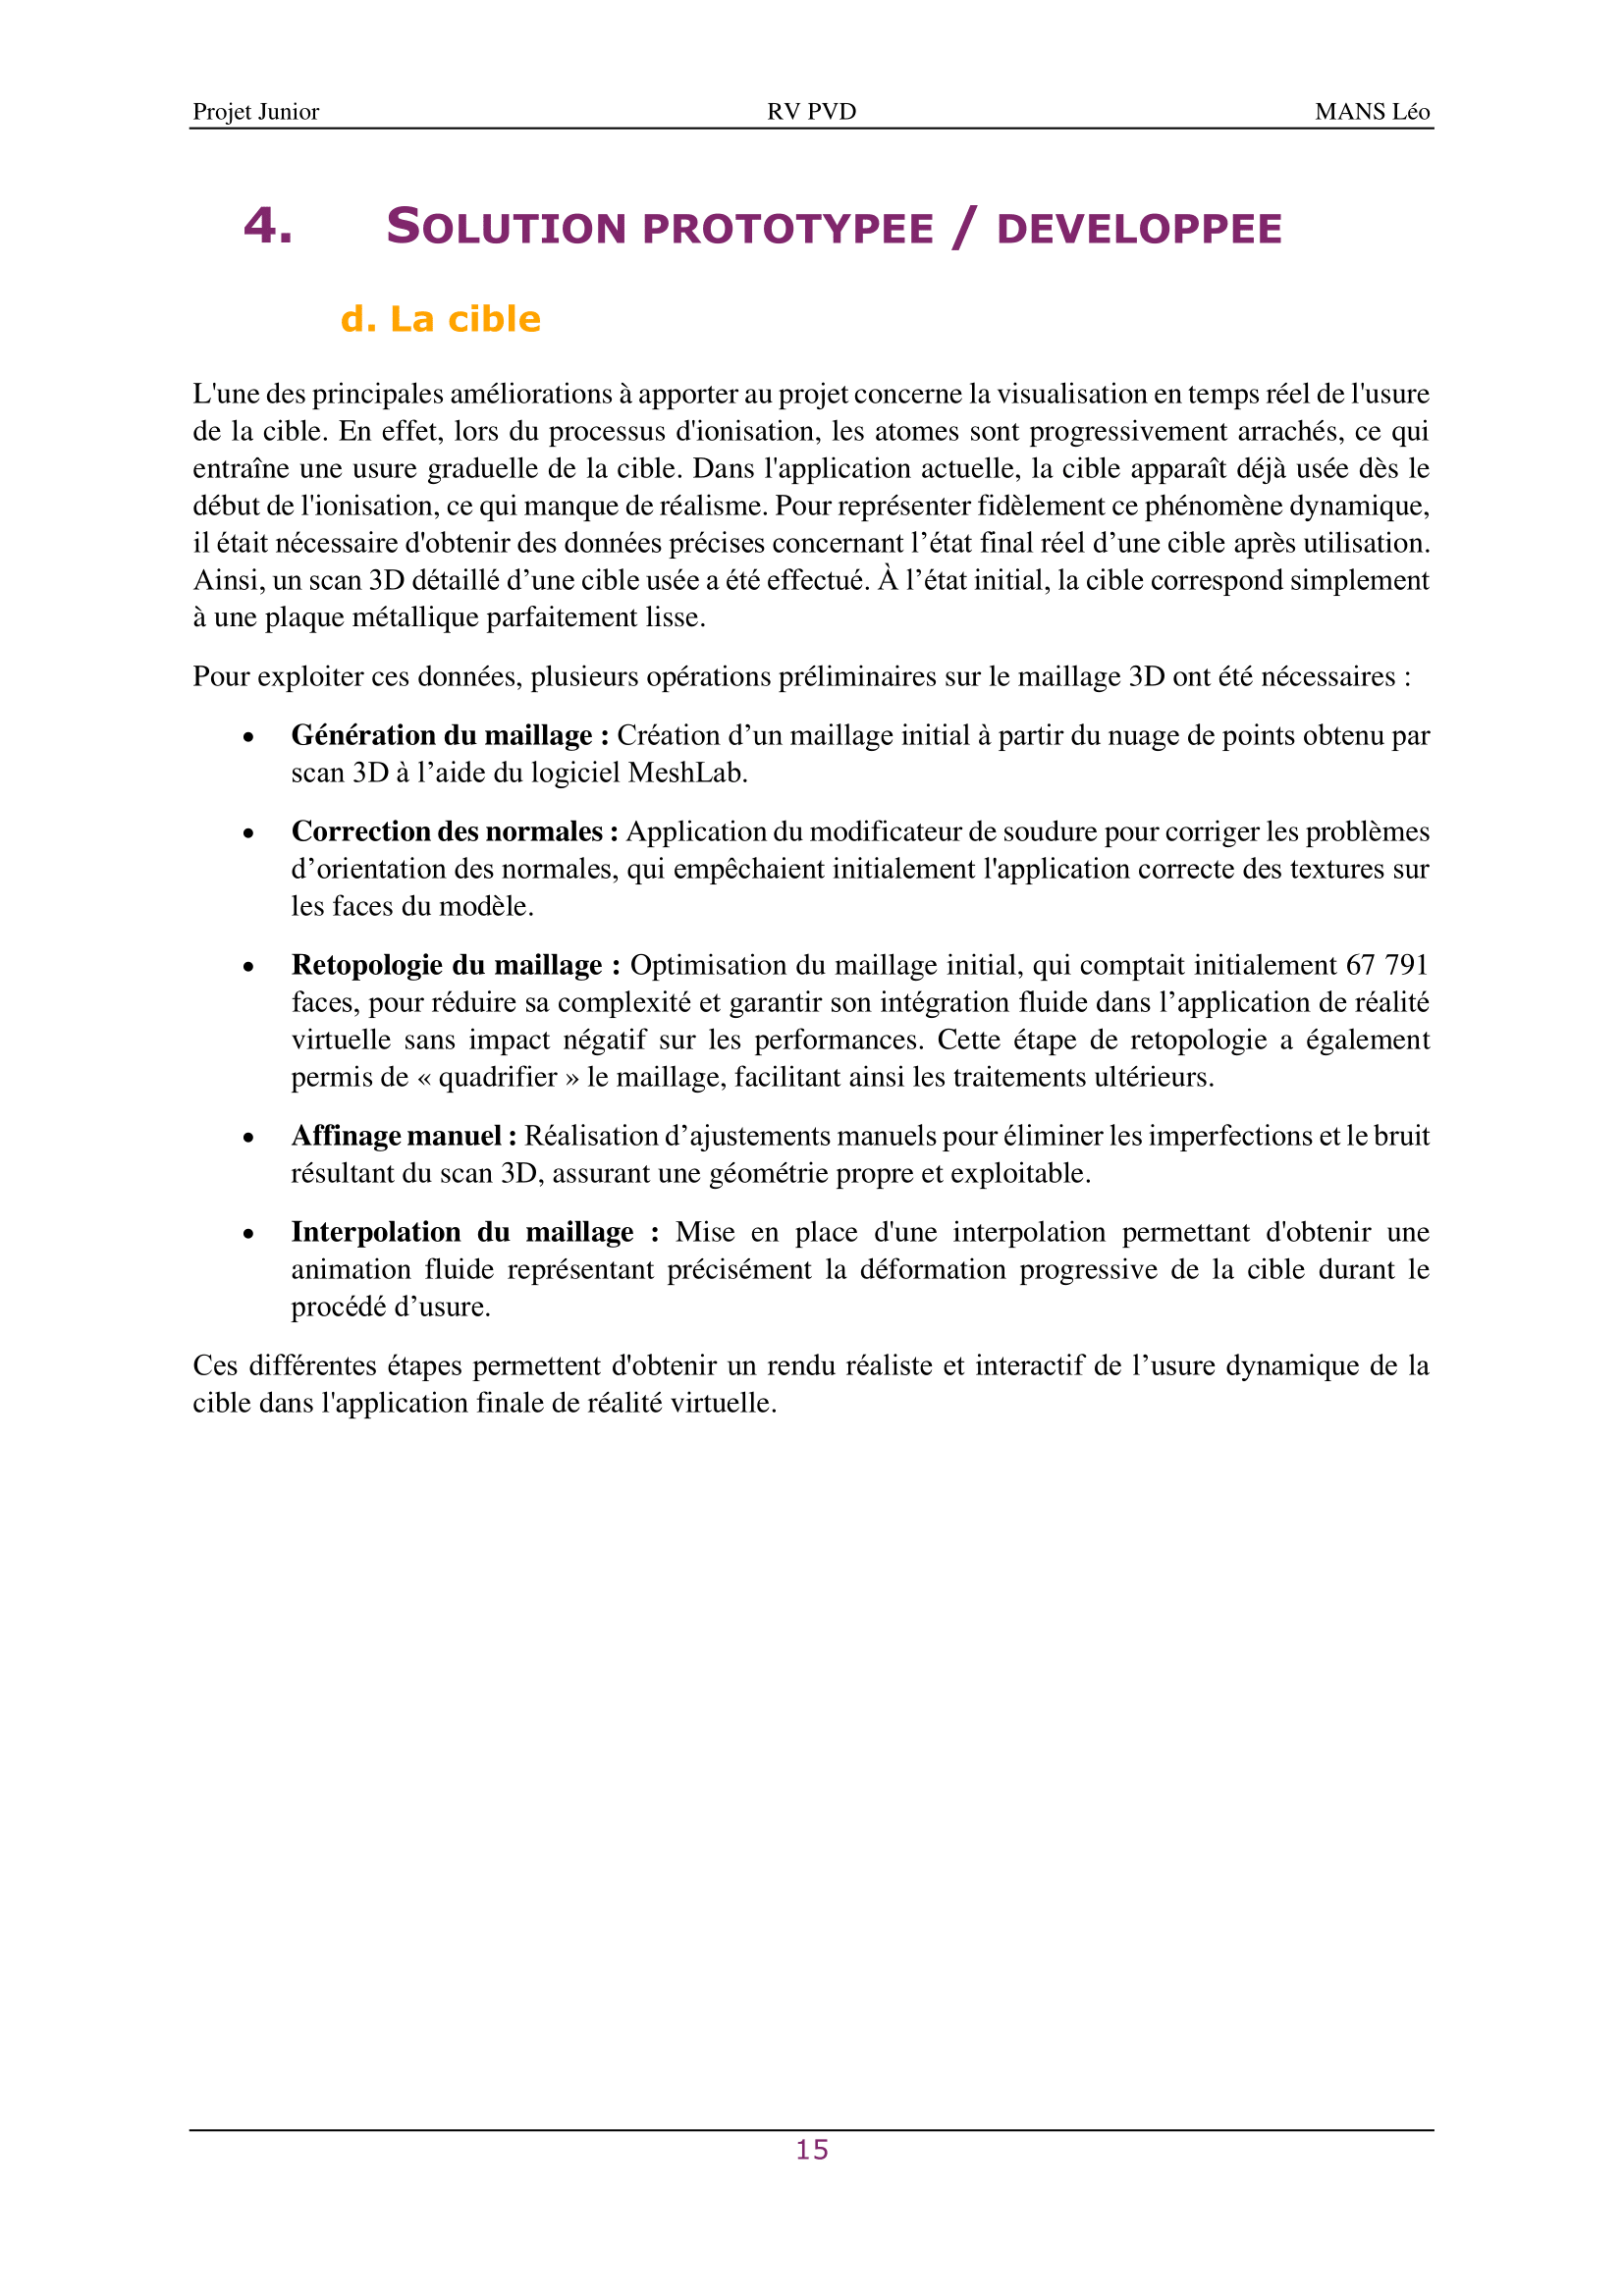 Projet Junior RV PVD MANS Léo
4. SOLUTION PROTOTYPEE / DEVELOPPEE
d. La cible
L'une des principales améliorations à apporter au projet concerne la visualisation en temps réel de l'usure
de la cible. En effet, lors du processus d'ionisation, les atomes sont progressivement arrachés, ce qui
entraîne une usure graduelle de la cible. Dans l'application actuelle, la cible apparaît déjà usée dès le
début de l'ionisation, ce qui manque de réalisme. Pour représenter fidèlement ce phénomène dynamique,
il était nécessaire d'obtenir des données précises concernant l’état final réel d’une cible après utilisation.
Ainsi, un scan 3D détaillé d’une cible usée a été effectué. À l’état initial, la cible correspond simplement
à une plaque métallique parfaitement lisse.
Pour exploiter ces données, plusieurs opérations préliminaires sur le maillage 3D ont été nécessaires :
• Génération du maillage : Création d’un maillage initial à partir du nuage de points obtenu par
scan 3D à l’aide du logiciel MeshLab.
• Correction des normales : Application du modificateur de soudure pour corriger les problèmes
d’orientation des normales, qui empêchaient initialement l'application correcte des textures sur
les faces du modèle.
• Retopologie du maillage : Optimisation du maillage initial, qui comptait initialement 67 791
faces, pour réduire sa complexité et garantir son intégration fluide dans l’application de réalité
virtuelle sans impact négatif sur les performances. Cette étape de retopologie a également
permis de « quadrifier » le maillage, facilitant ainsi les traitements ultérieurs.
• Affinage manuel : Réalisation d’ajustements manuels pour éliminer les imperfections et le bruit
résultant du scan 3D, assurant une géométrie propre et exploitable.
• Interpolation du maillage : Mise en place d'une interpolation permettant d'obtenir une
animation fluide représentant précisément la déformation progressive de la cible durant le
procédé d’usure.
Ces différentes étapes permettent d'obtenir un rendu réaliste et interactif de l’usure dynamique de la
cible dans l'application finale de réalité virtuelle.
15